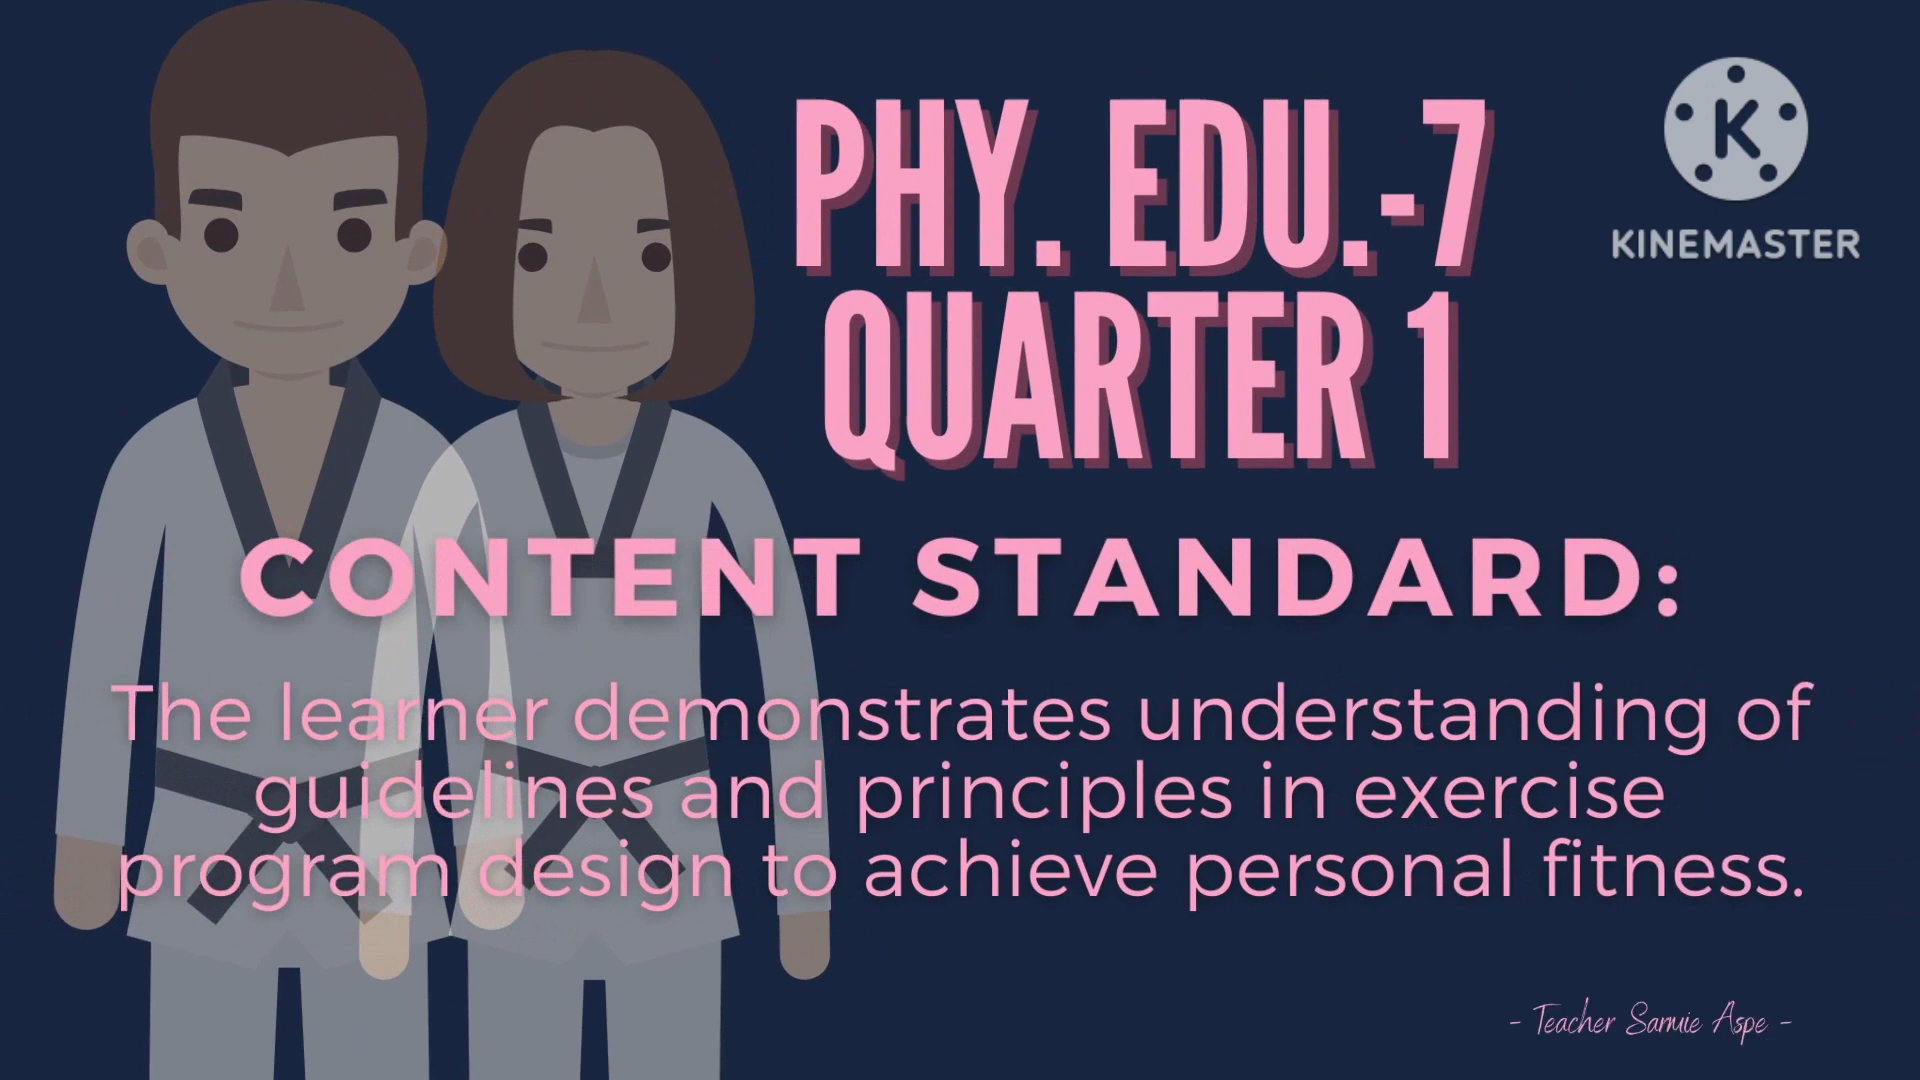 PHY. EDU.-7
QUARTER 1
K
KINEMASTER
CONTENT STANDARD:
The learner demonstrates understanding of
guidelines and principles in exercise
program design to achieve personal fitness.
- Teacher Sarmie Aspe -